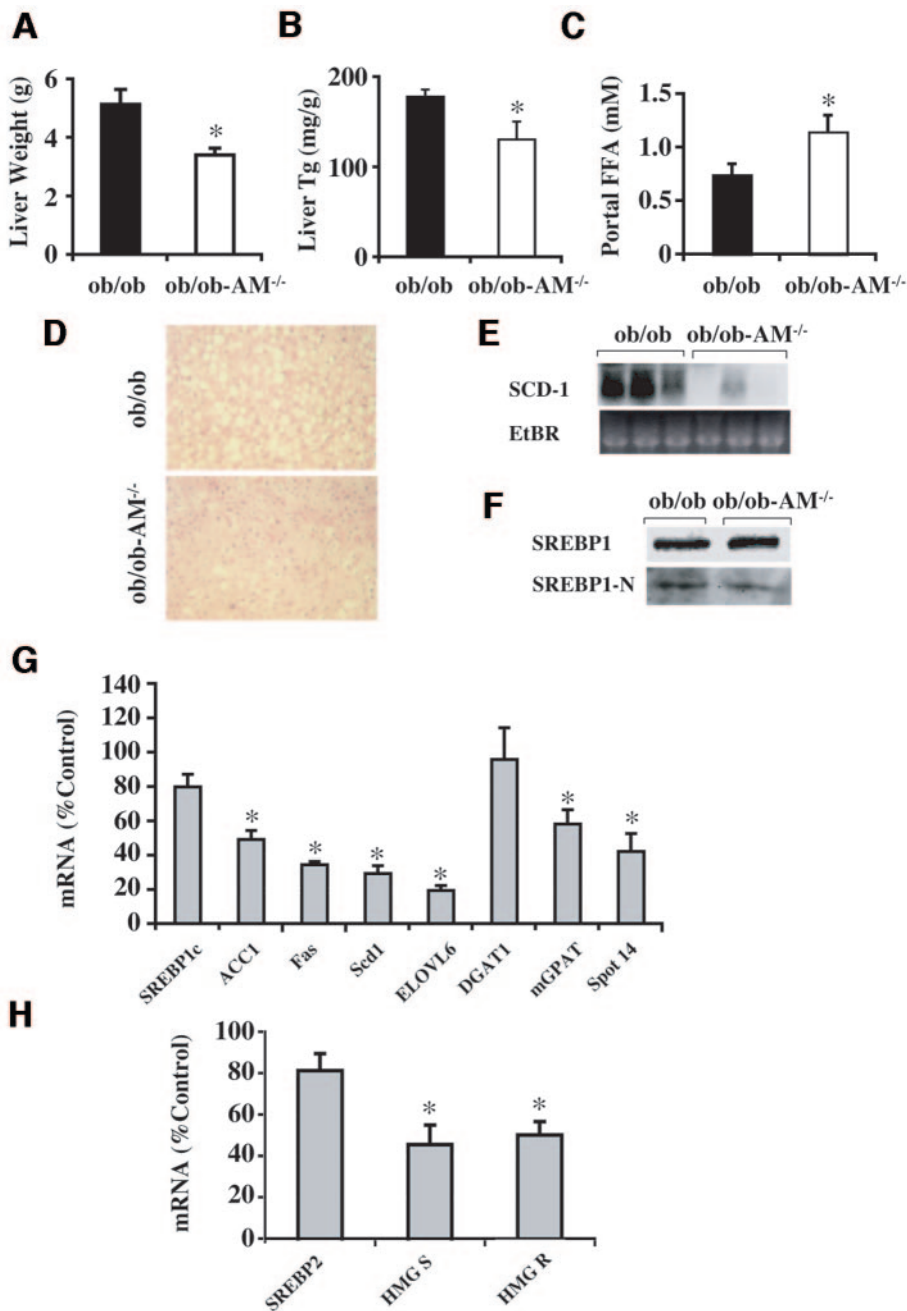 A
Liver Weight (g)
6
4
2
0
*
ob/ob
ob/ob-AM-/-
B
Liver Tg (mg/g)
200
100
0
*
ob/ob
ob/ob-AM-/-
C
Portal FFA (mM)
1.5
1.0
0.5
0
*
ob/ob
ob/ob-AM-/-
D
ob/ob
ob/ob-AM-/-
E
ob/ob
ob/ob-AM-/-
SCD-1
EtBR
F
ob/ob
ob/ob-AM-/-
SREBP1
SREBP1-N
G
mRNA (%Control)
140
120
100
80
60
40
20
0
*
*
*
*
*
*
SREBP1c
ACC1
Fas
Scd1
ELOVL6
DGAT1
mGPAT
Spot 14
H
mRNA (%Control)
100
80
60
40
20
0
*
*
SREBP2
HMG S
HMG R